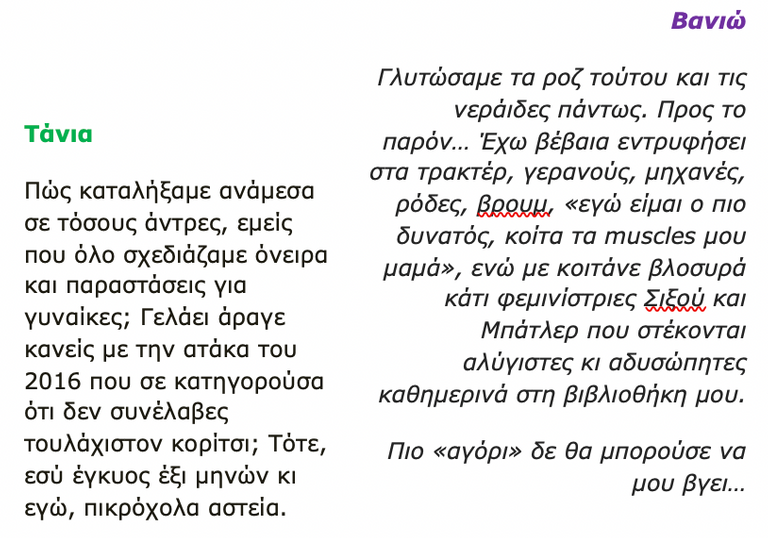 Τάνια
Πώς καταλήξαμε ανάμεσα
σε τόσους άντρες, εμείς
που όλο σχεδιάζαμε όνειρα
και παραστάσεις για
γυναίκες; Γελάει άραγε
κανείς με την ατάκα του
2016 που σε κατηγορούσα
ότι δεν συνέλαβες
τουλάχιστον κορίτσι; Τότε,
εσύ έγκυος έξι μηνών κι
εγώ, πικρόχολα αστεία.
Βανιώ
Γλυτώσαμε τα ροζ τούτου και τις
νεράιδες πάντως. Προς το
παρόν… Έχω βέβαια εντρυφήσει
στα τρακτέρ, γερανούς, μηχανές,
ρόδες, βρουμ, «εγώ είμαι ο πιο
δυνατός, κοίτα τα muscles μου
μαμά», ενώ με κοιτάνε βλοσυρά
κάτι φεμινίστριες Σιξού και
Μπάτλερ που στέκονται
αλύγιστες κι αδυσώπητες
καθημερινά στη βιβλιοθήκη μου.
Πιο «αγόρι» δε θα μπορούσε να
μου βγει…